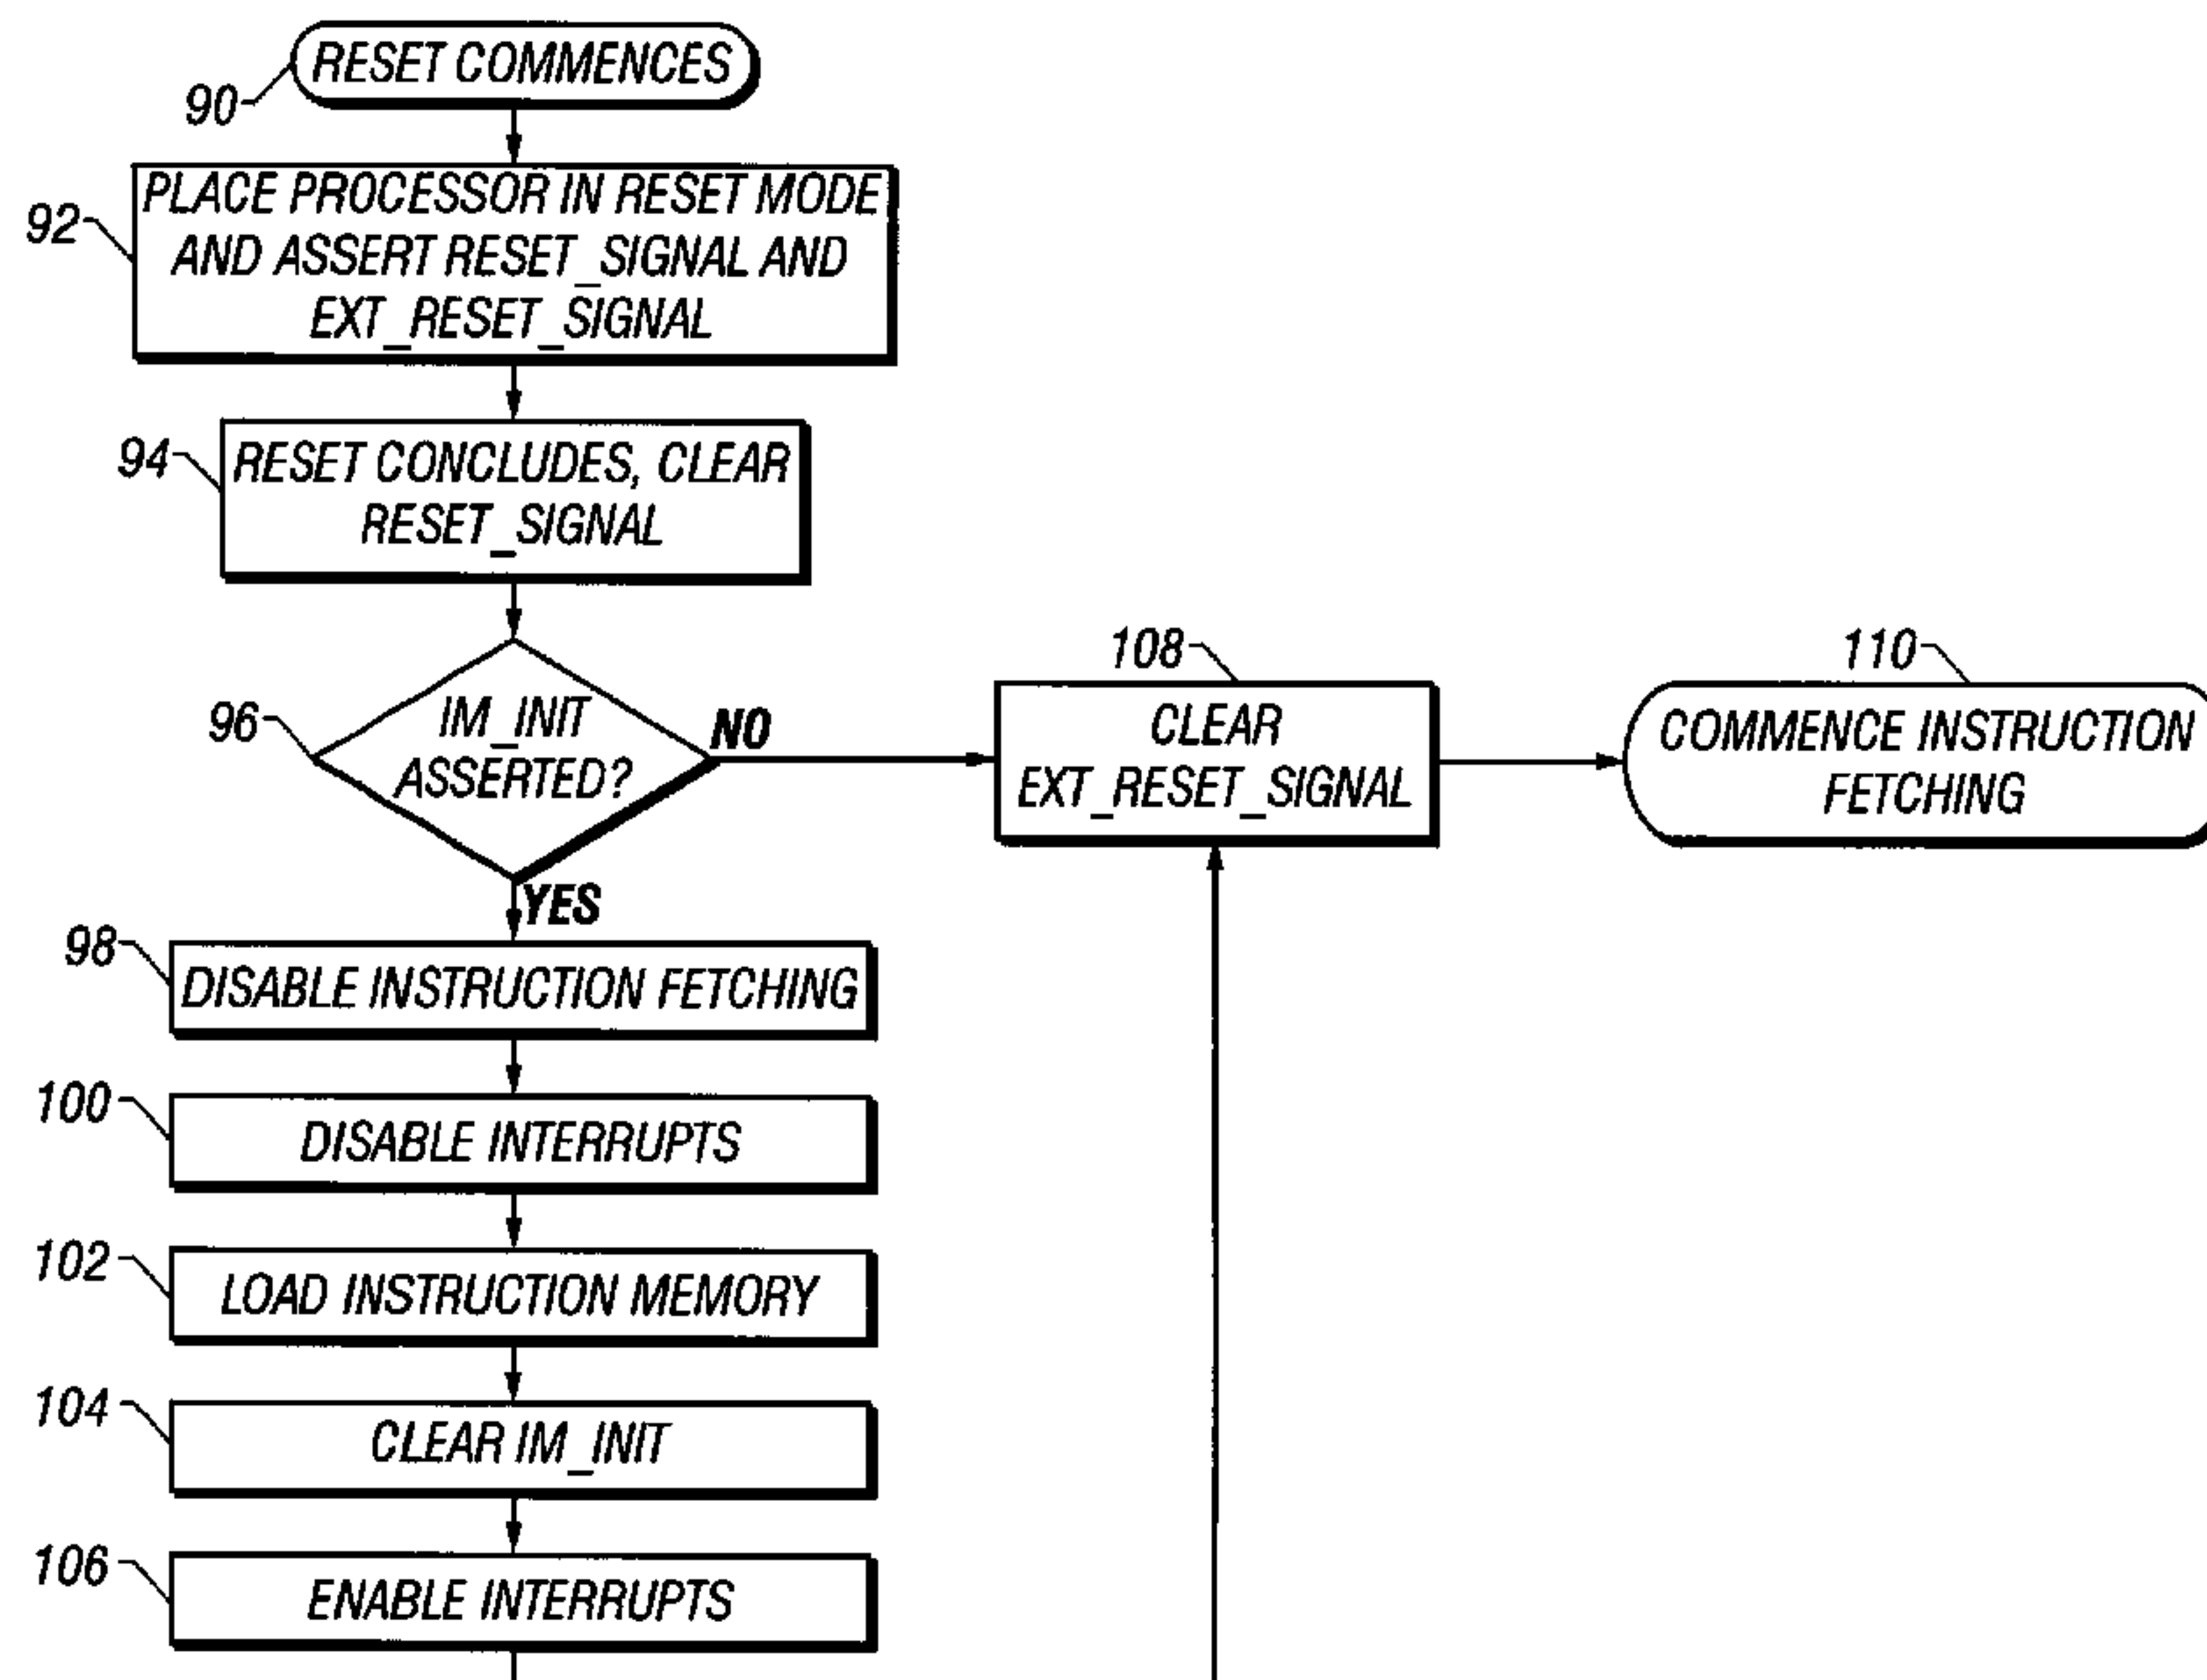 RESET COMMENCES
90
PLACE PROCESSOR IN RESET MODE
AND ASSERT RESET_SIGNAL AND
EXT_RESET_SIGNAL
92
RESET CONCLUDES, CLEAR
RESET_SIGNAL
94
IM_INIT
ASSERTED?
96
NO
YES
108
CLEAR
EXT_RESET_SIGNAL
110
COMMENCE INSTRUCTION
FETCHING
98
DISABLE INSTRUCTION FETCHING
100
DISABLE INTERRUPTS
102
LOAD INSTRUCTION MEMORY
104
CLEAR IM_INIT
106
ENABLE INTERRUPTS